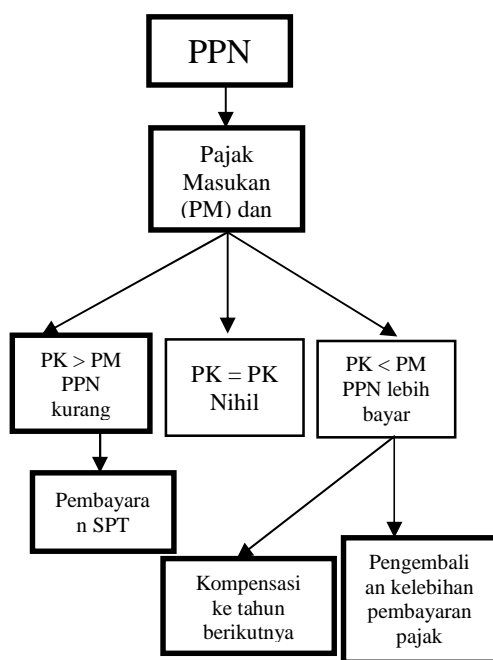 PPN
Pajak
Masukan
(PM) dan
PK > PM
PPN
kurang
PK = PK
Nihil
PK < PM
PPN lebih
bayar
Pembayara
n SPT
Kompensasi
ke tahun
berikutnya
Pengembali
an kelebihan
pembayaran
pajak